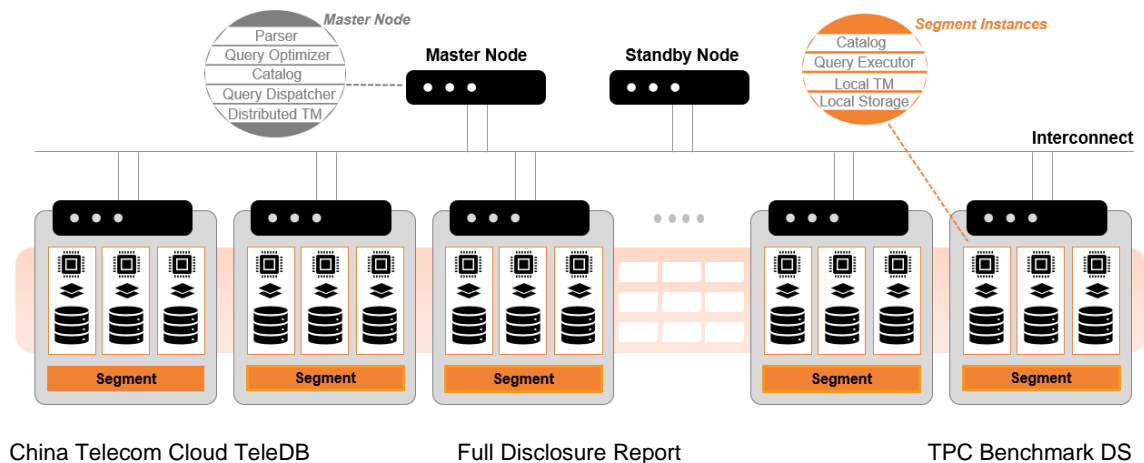 Master Node
Parser
Query Optimizer
Catalog
Query Dispatcher
Distributed TM
Master Node
Standby Node
Segment Instances
Catalog
Query Executor
Local TM
Local Storage
Interconnect
Segment
Segment
Segment
Segment
Segment
China Telecom Cloud TeleDB
Full Disclosure Report
TPC Benchmark DS